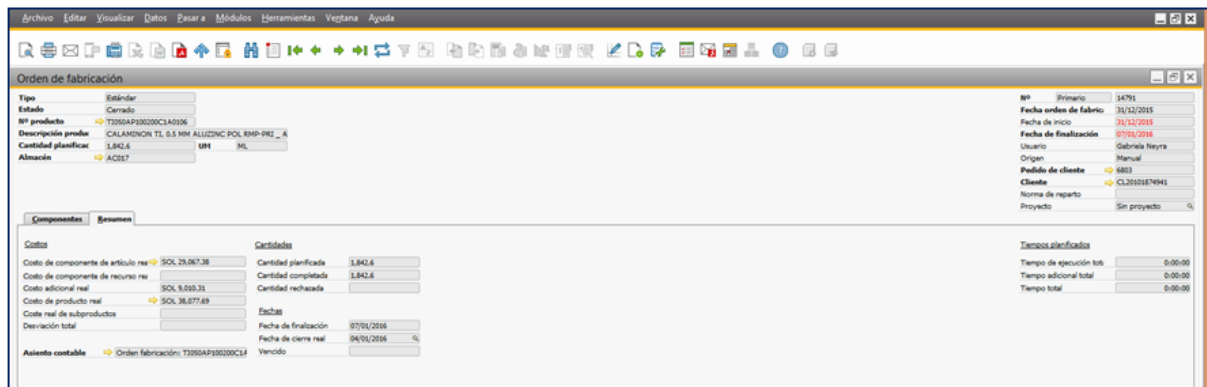 Archivo Editar Visualizar Datos Pasar a Módulos Herramientas Ventana Ayuda
Orden de fabricación
Tipo Estándar
Estado Cerrado
Nº producto TI050AP100200C1A0106
Descripción produc CALAMINON TI, 0.5 MM ALUZINC POL RMP-PRI _ A
Cantidad planificac 1,842.6 UM ML
Almacén AC017
Nº Primario 14791
Fecha orden de fabric: 31/12/2015
Fecha de inicio 31/12/2015
Fecha de finalización 07/01/2016
Usuario Gabriela Neyra
Origen Manual
Pedido de cliente 6803
Cliente CL20101874941
Norma de reparto
Proyecto Sin proyecto
Componentes Resumen
Costos
Costo de componente de artículo rea SOL 29,067.38
Costo de componente de recurso rea
Costo adicional real SOL 9,010.31
Costo de producto real SOL 38,077.69
Coste real de subproductos
Desviación total
Asiento contable Orden fabricación: TI050AP100200C1A
Cantidades
Cantidad planificada 1,842.6
Cantidad completada 1,842.6
Cantidad rechazada
Fechas
Fecha de finalización 07/01/2016
Fecha de cierre real 04/01/2016
Vencido
Tiempos planificados
Tiempo de ejecución tota 0:00:00
Tiempo adicional total 0:00:00
Tiempo total 0:00:00